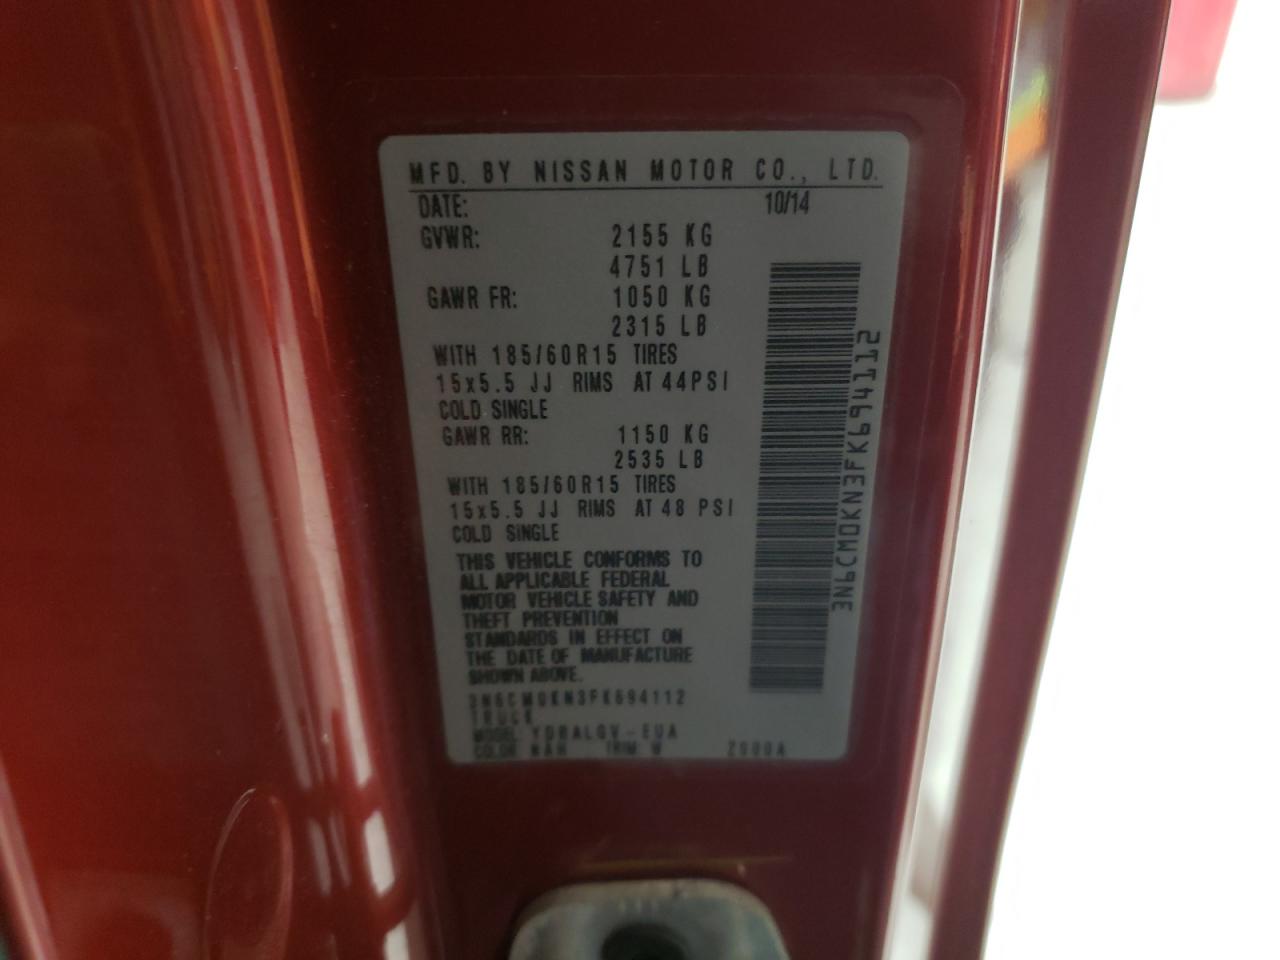 MFD. BY NISSAN MOTOR CO., LTD.
DATE: 10/14
GVWR: 2155 KG
4751 LB
GAWR FR: 1050 KG
2315 LB
WITH 185/60R15 TIRES
15x5.5 JJ RIMS AT 44PSI
COLD SINGLE
GAWR RR: 1150 KG
2535 LB
WITH 185/60R15 TIRES
15x5.5 JJ RIMS AT 48 PSI
COLD SINGLE
THIS VEHICLE CONFORMS TO
ALL APPLICABLE FEDERAL
MOTOR VEHICLE SAFETY AND
THEFT PREVENTION
STANDARDS IN EFFECT ON
THE DATE OF MANUFACTURE
SHOWN ABOVE.
3N6CM0KN3FK694112
TRUCK
MODEL
COLOR NAH TRIM: W
3N6CM0KN3FK694112